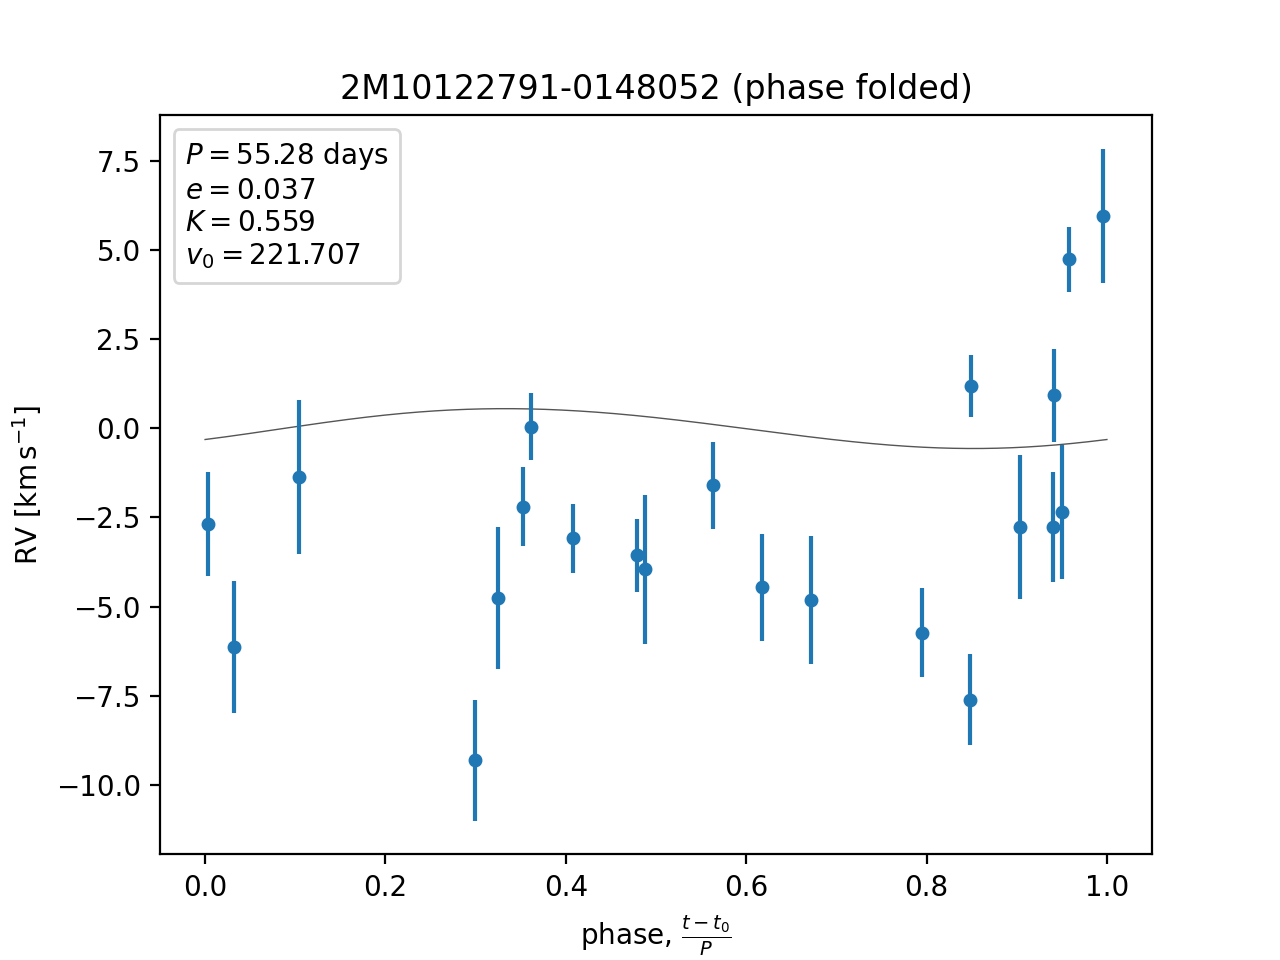 2M10122791-0148052 (phase folded)
P = 55.28 days
e = 0.037
K = 0.559
v₀ = 221.707
7.5
5.0
2.5
0.0
−2.5
−5.0
−7.5
−10.0
RV [km s⁻¹]
0.0 0.2 0.4 0.6 0.8 1.0
phase, (t − t₀)/P